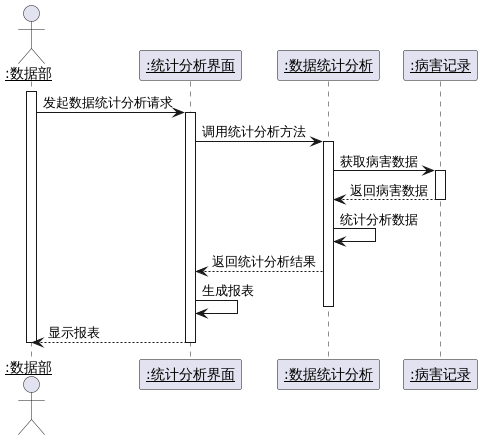 :数据部
:统计分析界面
:数据统计分析
:病害记录
发起数据统计分析请求
调用统计分析方法
获取病害数据
返回病害数据
统计分析数据
返回统计分析结果
生成报表
显示报表
:数据部
:统计分析界面
:数据统计分析
:病害记录